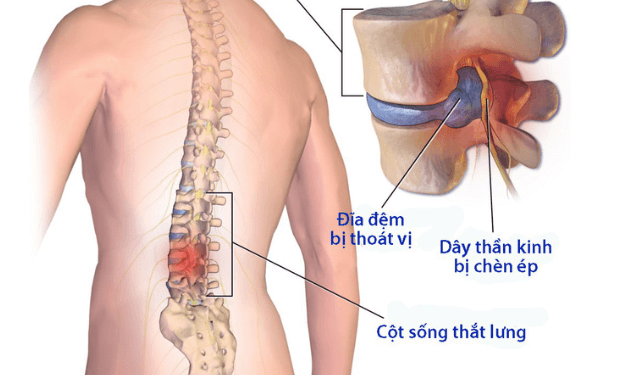 Đĩa đệm
bị thoát vị
Dây thần kinh
bị chèn ép
Cột sống thắt lưng